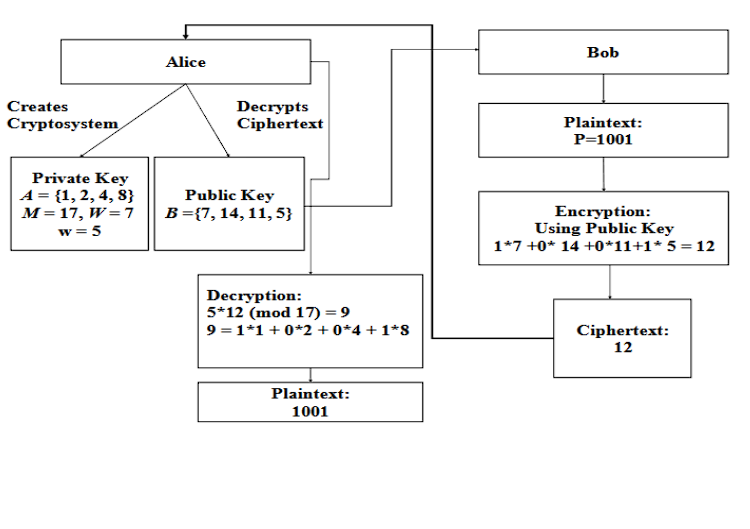 Alice
Bob
Creates
Cryptosystem
Decrypts
Ciphertext
Plaintext:
P=1001
Private Key
A = {1, 2, 4, 8}
M = 17, W = 7
w = 5
Public Key
B ={7, 14, 11, 5}
Encryption:
Using Public Key
1*7 +0* 14 +0*11+1* 5 = 12
Decryption:
5*12 (mod 17) = 9
9 = 1*1 + 0*2 + 0*4 + 1*8
Ciphertext:
12
Plaintext:
1001